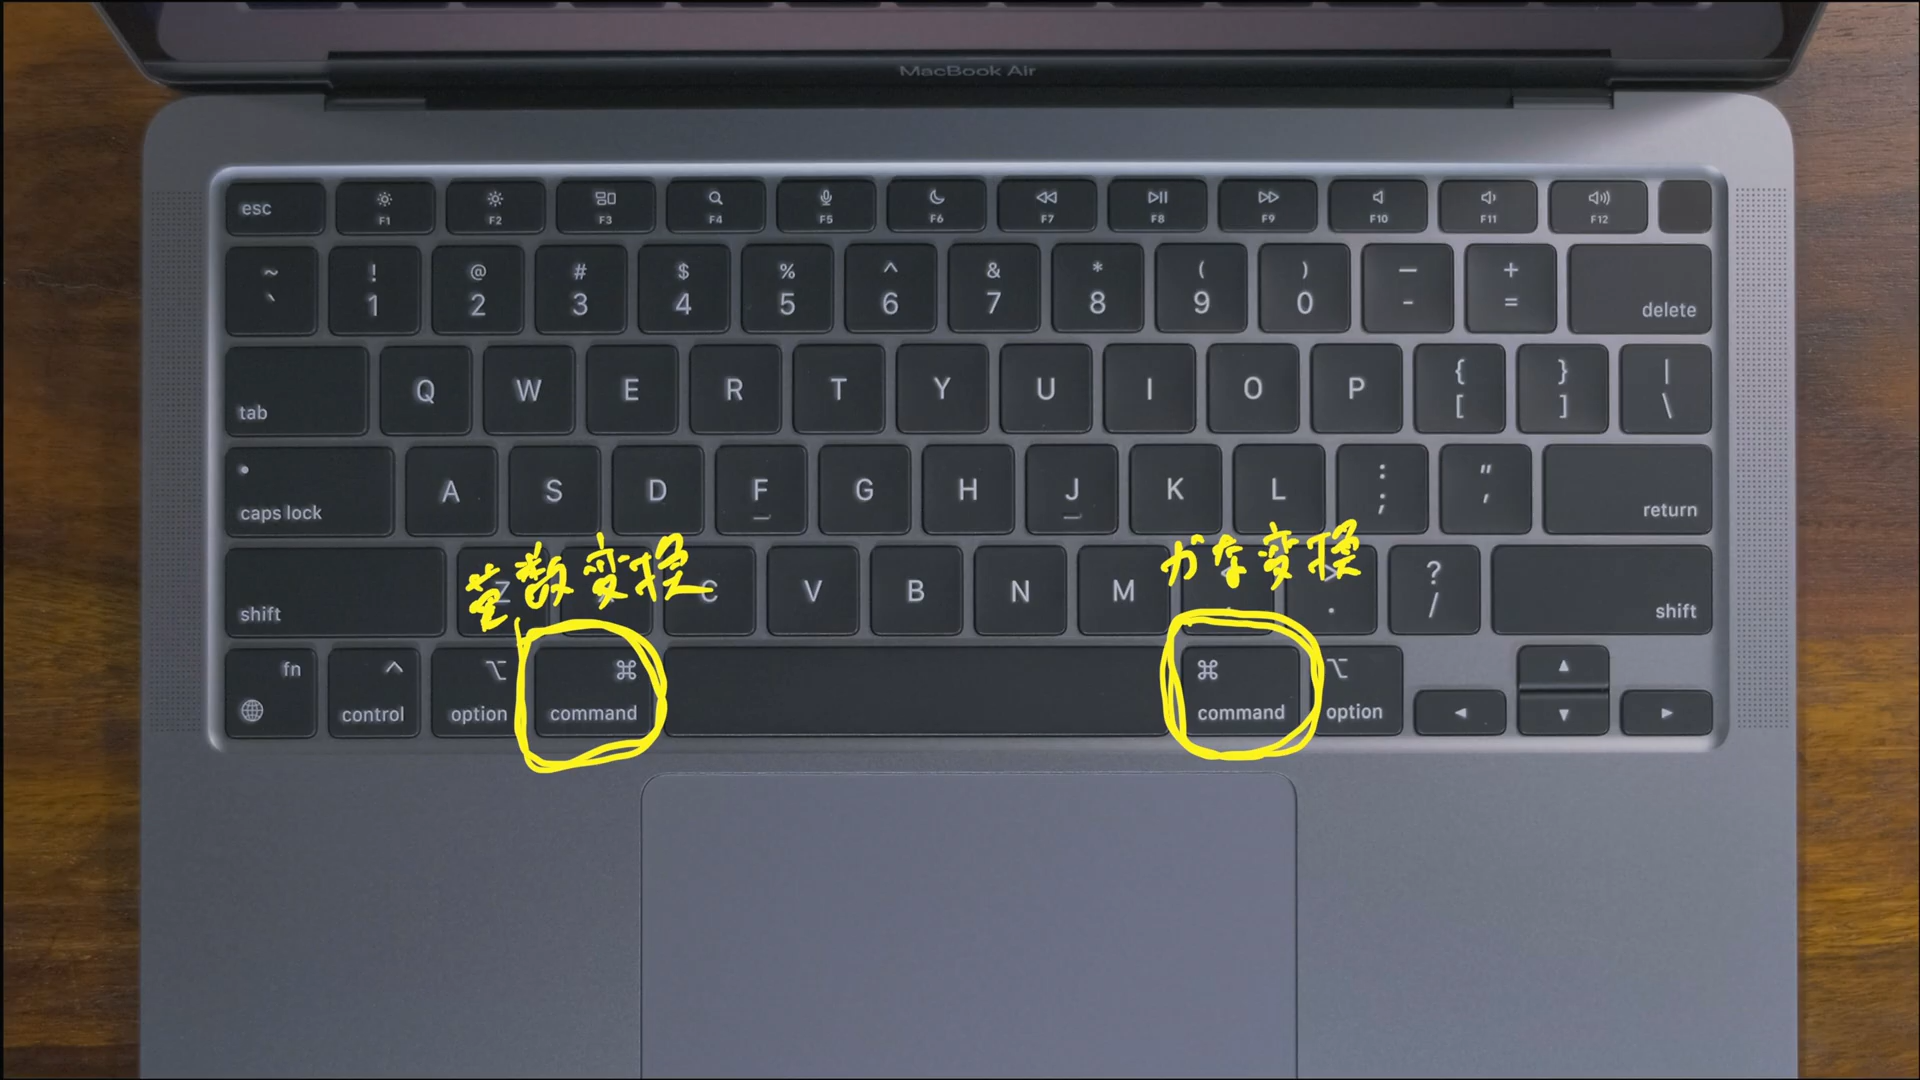 MacBook Air
esc F1 F2 F3 F4 F5 F6 F7 F8 F9 F10 F11 F12
~ ! @ # $ % ^ & * ( ) — +
` 1 2 3 4 5 6 7 8 9 0 - = delete
tab Q W E R T Y U I O P { [ } ] | \
caps lock A S D F G H J K L : ; " ' return
英数変換 かな変換
shift Z C V B N M > . ? / shift
fn control option ⌘ command ⌘ command option